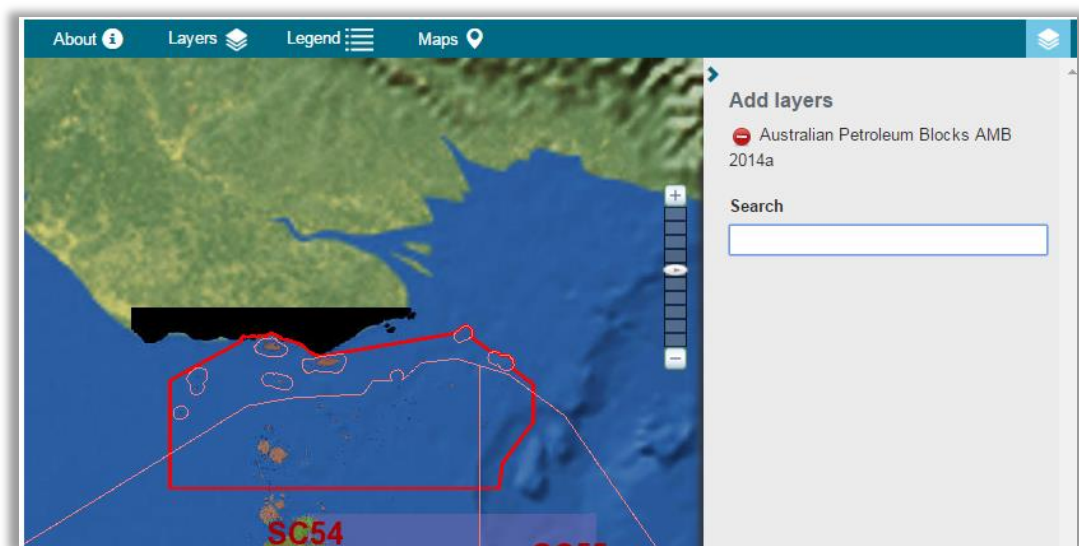 About Layers Legend Maps
Add layers
Australian Petroleum Blocks AMB
2014a
Search
SC54